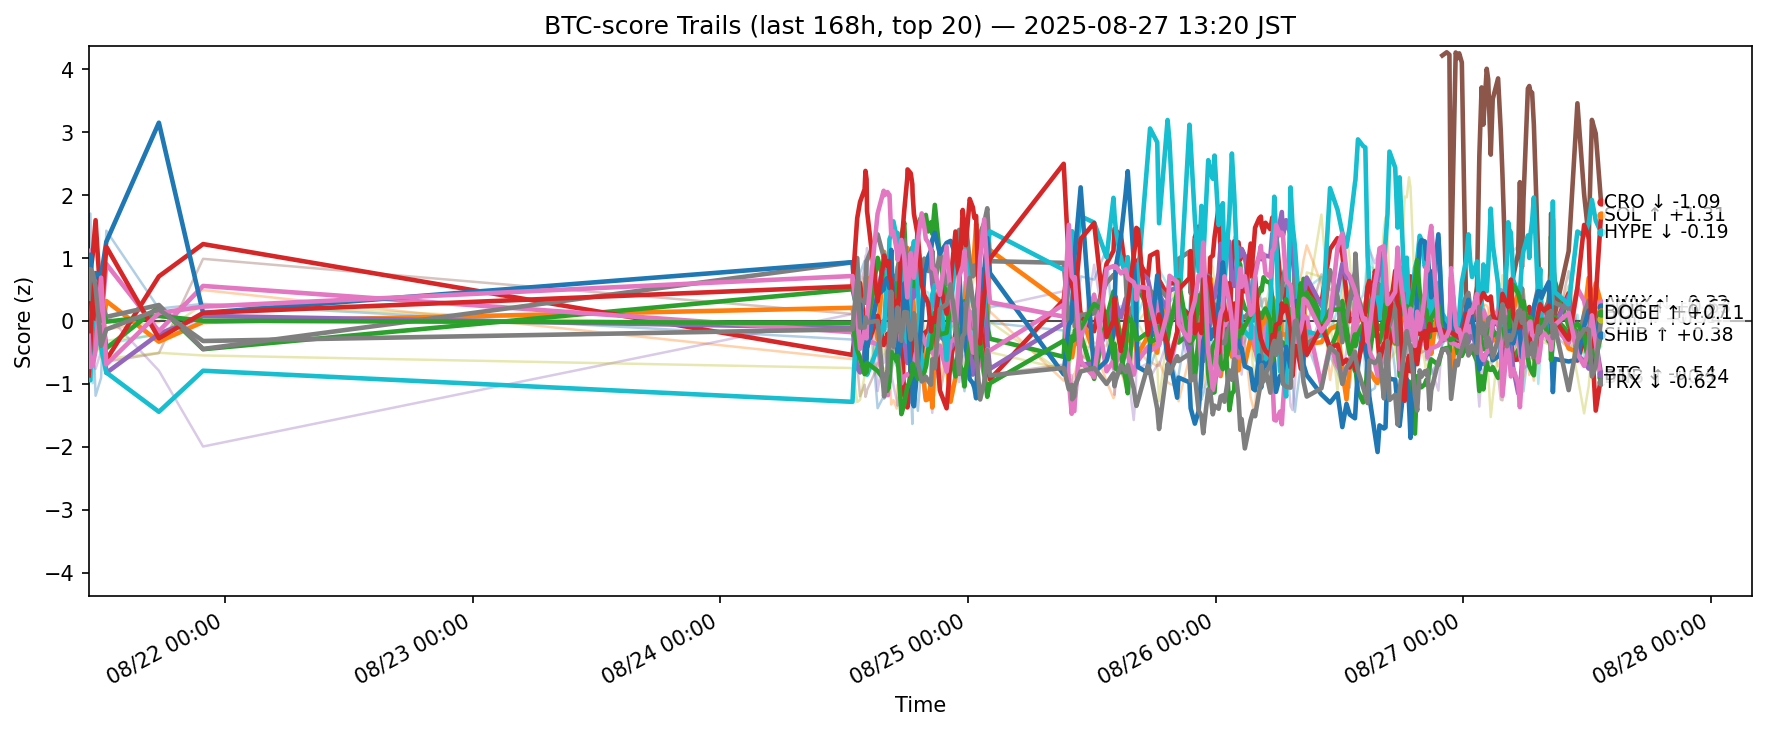 BTC-score Trails (last 168h, top 20) — 2025-08-27 13:20 JST
Score (z)
4
3
2
1
0
−1
−2
−3
−4
CRO ↓ -1.09
SOL ↑ +1.31
HYPE ↓ -0.19
DOGE ↑ +0.11
SHIB ↑ +0.38
BTC
TRX ↓ -0.62
08/22 00:00
08/23 00:00
08/24 00:00
08/25 00:00
08/26 00:00
08/27 00:00
08/28 00:00
Time